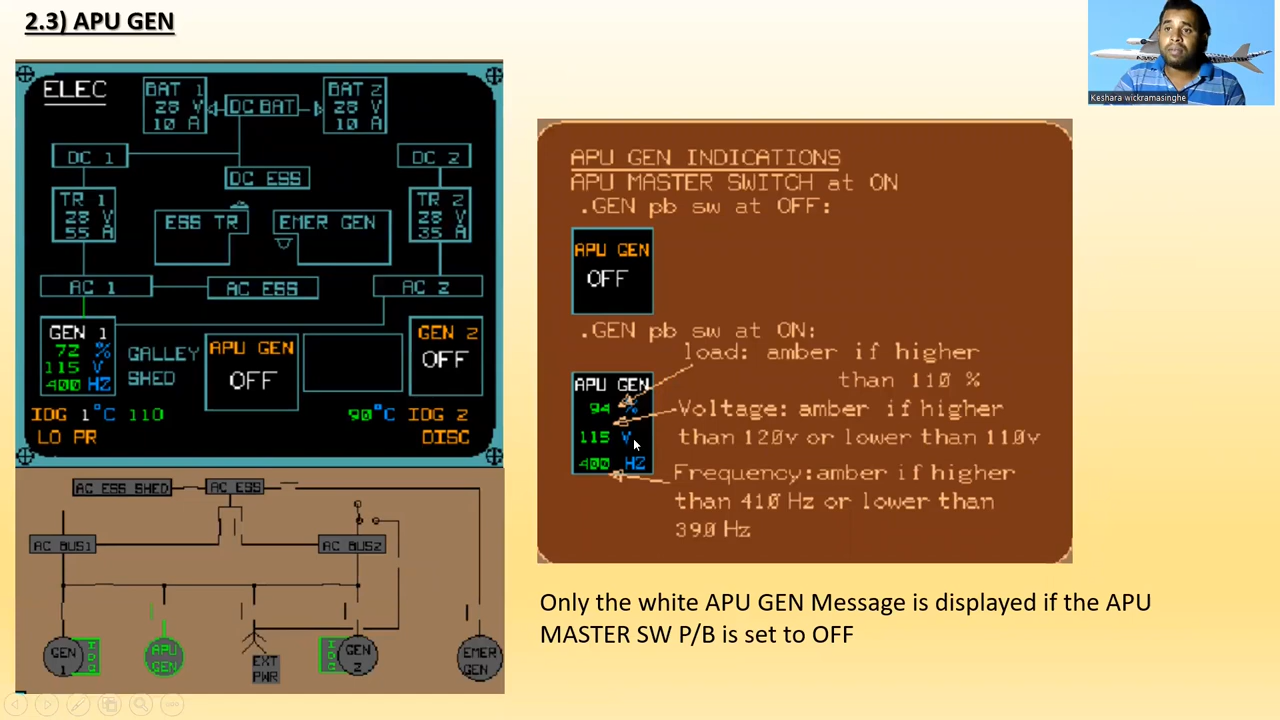 2.3) APU GEN
Keshara wickramasinghe
ELEC
BAT 1
28 V
10 A
DC BAT
BAT 2
28 V
10 A
DC 1
DC 2
DC ESS
TR 1
28 V
55 A
ESS TR
EMER GEN
TR 2
28 V
35 A
AC 1
AC ESS
AC 2
GEN 1
72 %
115 V
400 HZ
GALLEY
SHED
APU GEN
OFF
GEN 2
OFF
IDG 1 °C 110
LO PR
90 °C IDG 2
DISC
AC ESS SHED
AC ESS
AC BUS1
AC BUS2
GEN
1
IDG
APU
GEN
EXT
PWR
IDG
GEN
2
EMER
GEN
APU GEN INDICATIONS
APU MASTER SWITCH at ON
.GEN pb sw at OFF:
APU GEN
OFF
.GEN pb sw at ON:
load: amber if higher
than 110 %
APU GEN
94 %
115 V
400 HZ
Voltage: amber if higher
than 120v or lower than 110v
Frequency:amber if higher
than 410 Hz or lower than
390 Hz
Only the white APU GEN Message is displayed if the APU
MASTER SW P/B is set to OFF